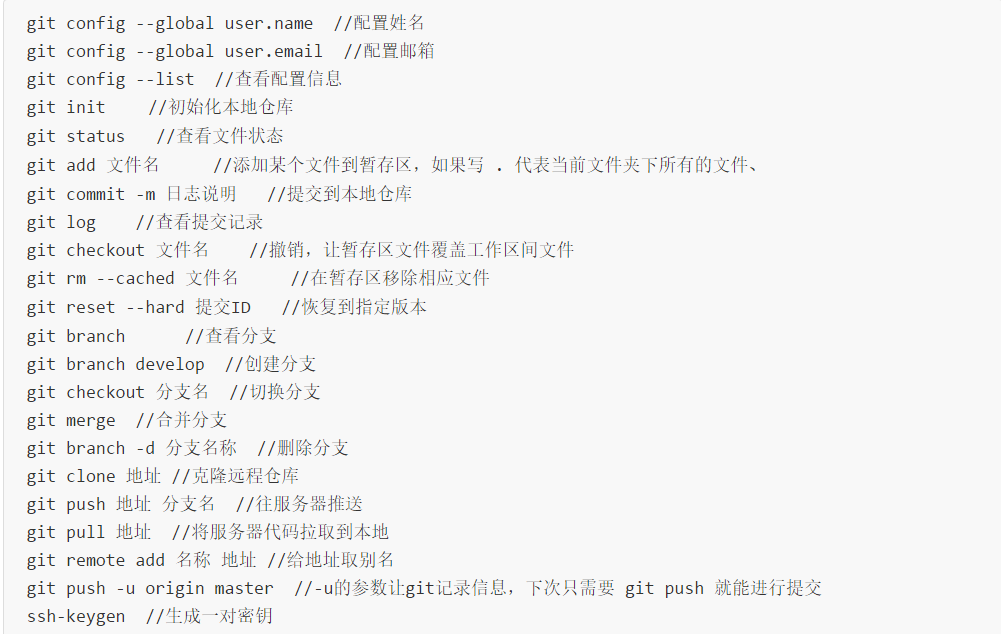 git config --global user.name  //配置姓名
git config --global user.email  //配置邮箱
git config --list  //查看配置信息
git init    //初始化本地仓库
git status   //查看文件状态
git add 文件名     //添加某个文件到暂存区，如果写 . 代表当前文件夹下所有的文件、
git commit -m 日志说明   //提交到本地仓库
git log    //查看提交记录
git checkout 文件名    //撤销，让暂存区文件覆盖工作区间文件
git rm --cached 文件名     //在暂存区移除相应文件
git reset --hard 提交ID   //恢复到指定版本
git branch      //查看分支
git branch develop  //创建分支
git checkout 分支名  //切换分支
git merge  //合并分支
git branch -d 分支名称  //删除分支
git clone 地址 //克隆远程仓库
git push 地址 分支名  //往服务器推送
git pull 地址  //将服务器代码拉取到本地
git remote add 名称 地址 //给地址取别名
git push -u origin master  //-u的参数让git记录信息，下次只需要 git push 就能进行提交
ssh-keygen  //生成一对密钥